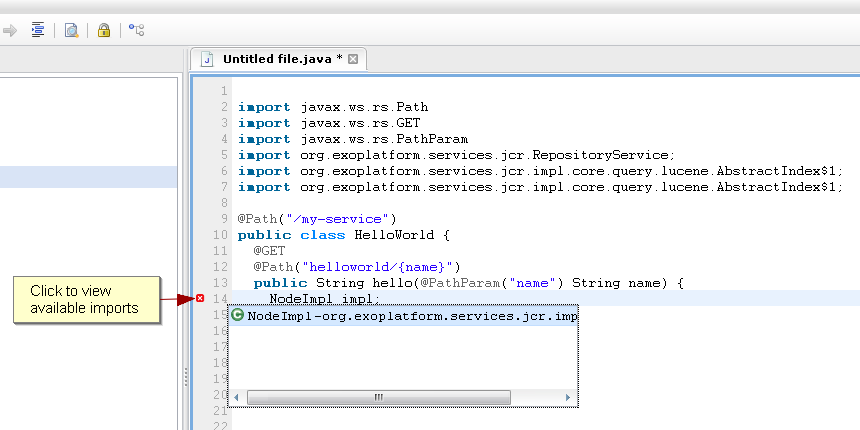 Untitled file.java *
1
2 import javax.ws.rs.Path
3 import javax.ws.rs.GET
4 import javax.ws.rs.PathParam
5 import org.exoplatform.services.jcr.RepositoryService;
6 import org.exoplatform.services.jcr.impl.core.query.lucene.AbstractIndex$1;
7 import org.exoplatform.services.jcr.impl.core.query.lucene.AbstractIndex$1;
8
9 @Path("/my-service")
10 public class HelloWorld {
11 @GET
12 @Path("helloworld/{name}")
13 public String hello(@PathParam("name") String name) {
Click to view
available imports
14 NodeImpl impl;
15 NodeImpl-org.exoplatform.services.jcr.imp
16
17
18
19
20
21
22